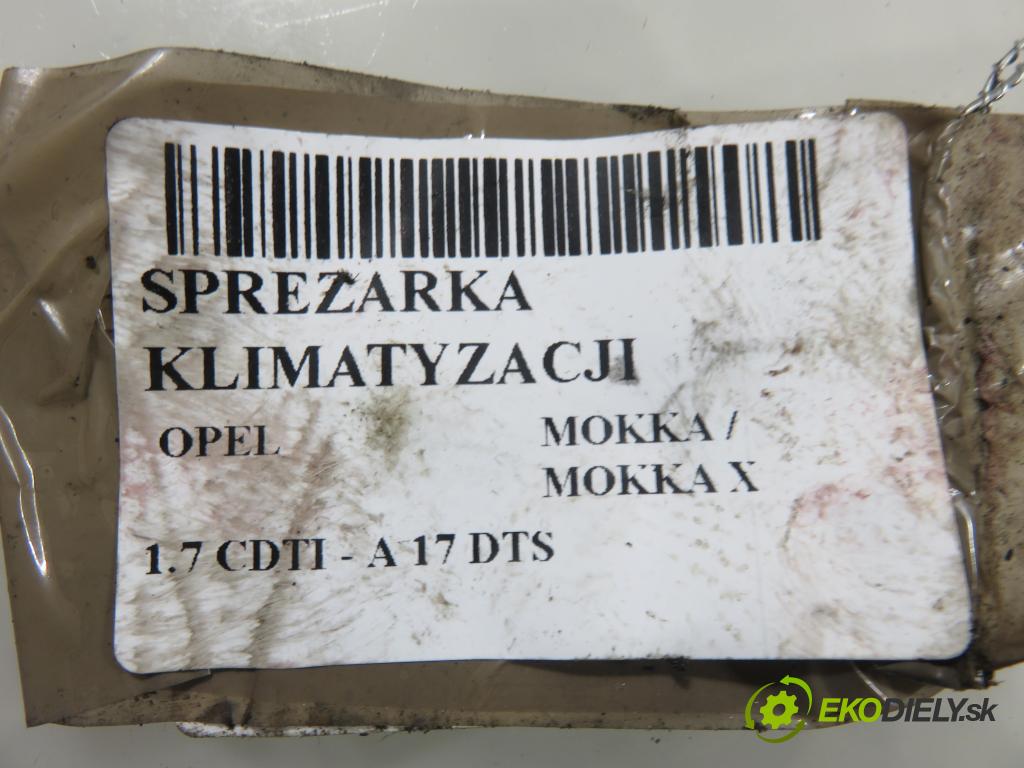 SPREŻARKA
KLIMATYZACJI
OPEL
MOKKA /
MOKKA X
1.7 CDTI - A 17 DTS
EKODIELY.sk